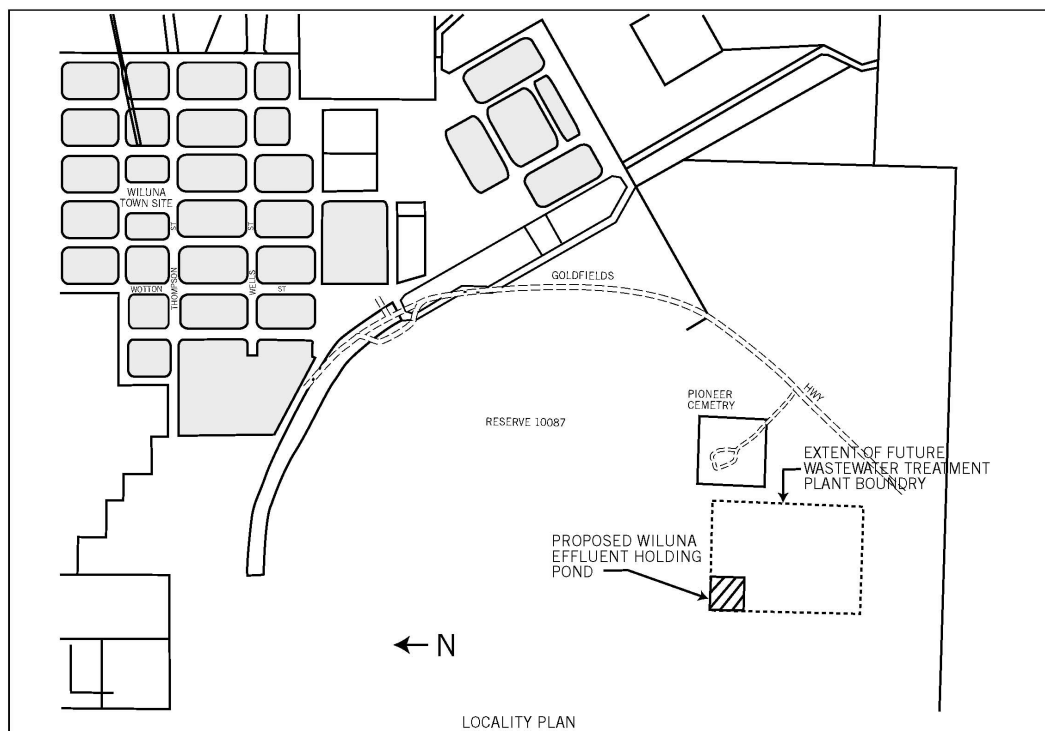 WILUNA
TOWN SITE
ST
ST
THOMPSON
WELLS
WOTTON
ST
GOLDFIELDS
HWY
PIONEER
CEMETRY
RESERVE 10087
EXTENT OF FUTURE
WASTEWATER TREATMENT
PLANT BOUNDRY
PROPOSED WILUNA
EFFLUENT HOLDING
POND
N
LOCALITY PLAN